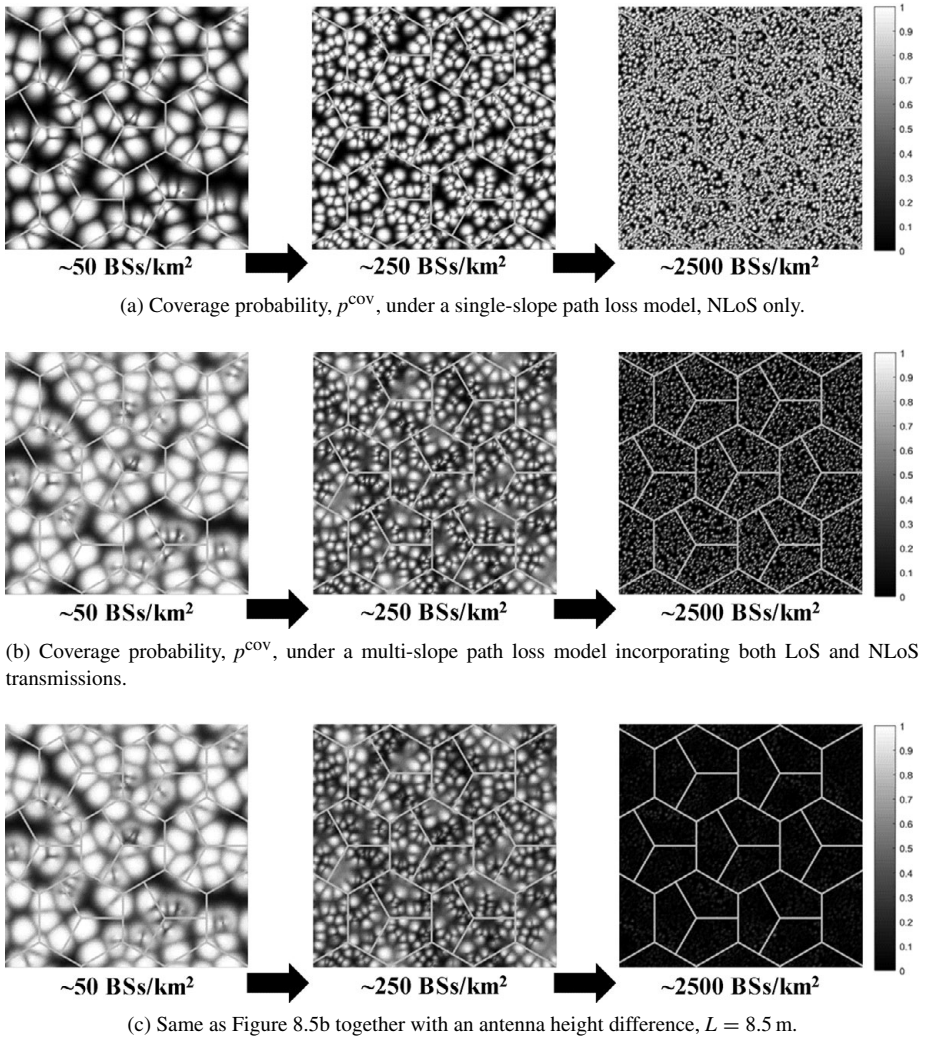 1
0.9
0.8
0.7
0.6
0.5
0.4
0.3
0.2
0.1
0
~50 BSs/km²
~250 BSs/km²
~2500 BSs/km²
(a) Coverage probability, p^cov, under a single-slope path loss model, NLoS only.
1
0.9
0.8
0.7
0.6
0.5
0.4
0.3
0.2
0.1
0
~50 BSs/km²
~250 BSs/km²
~2500 BSs/km²
(b) Coverage probability, p^cov, under a multi-slope path loss model incorporating both LoS and NLoS
transmissions.
1
0.9
0.8
0.7
0.6
0.5
0.4
0.3
0.2
0.1
0
~50 BSs/km²
~250 BSs/km²
~2500 BSs/km²
(c) Same as Figure 8.5b together with an antenna height difference, L = 8.5 m.